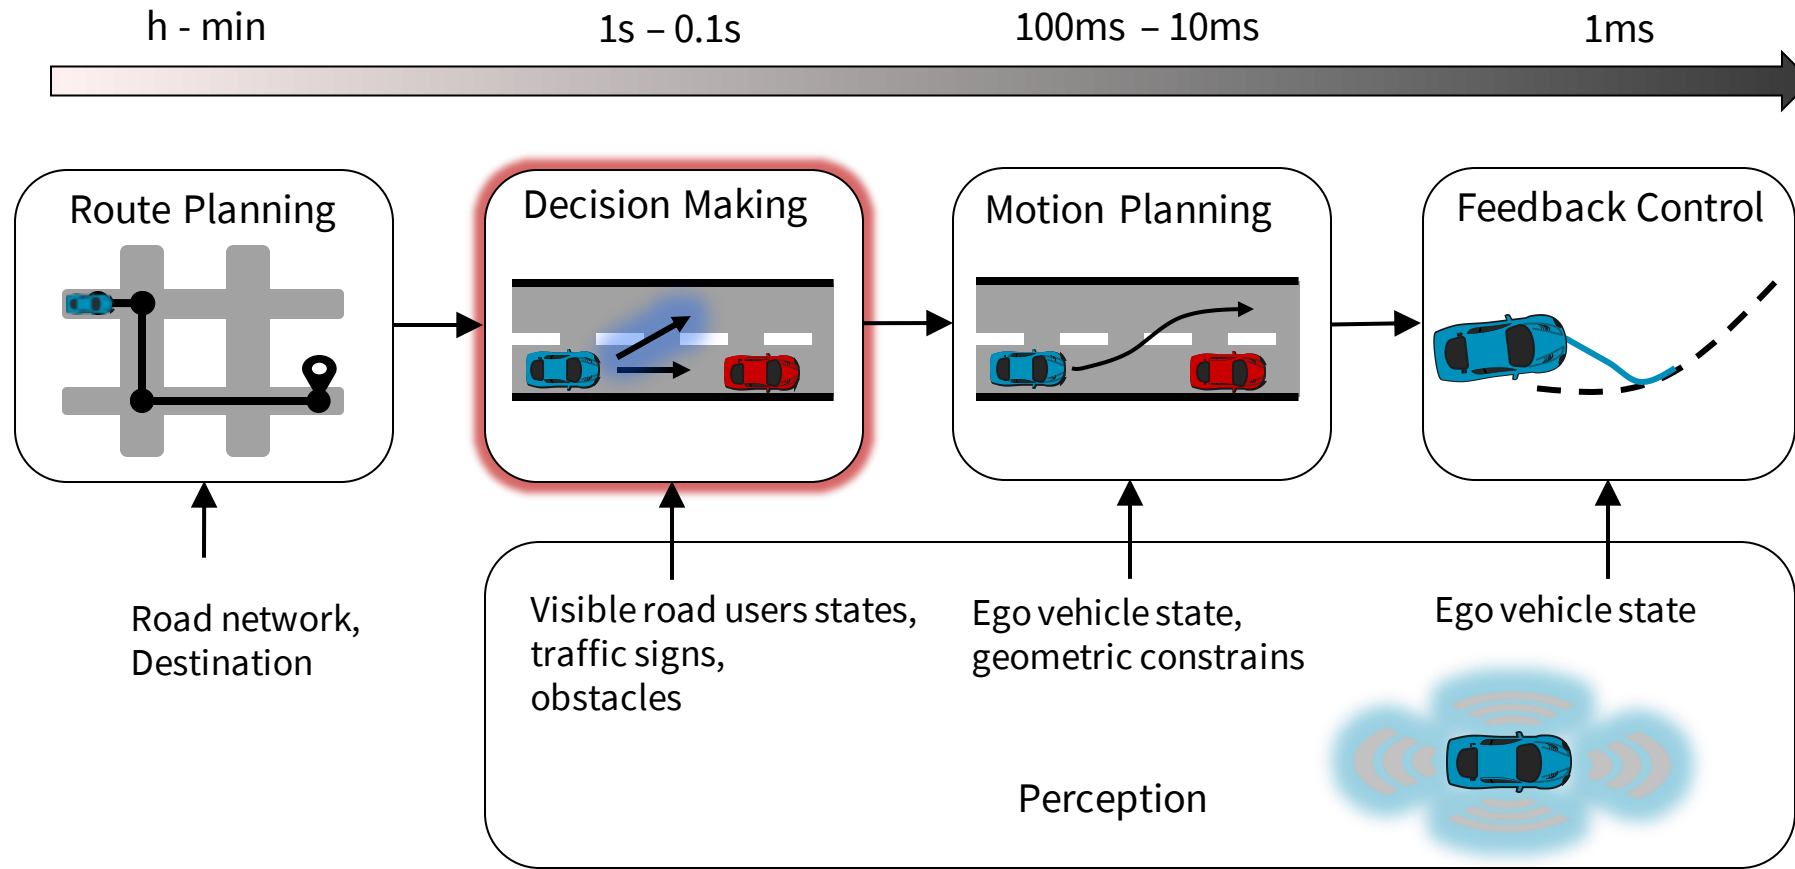 h - min
1s – 0.1s
100ms – 10ms
1ms
Route Planning
Decision Making
Motion Planning
Feedback Control
Road network,
Destination
Visible road users states,
traffic signs,
obstacles
Ego vehicle state,
geometric constrains
Ego vehicle state
Perception